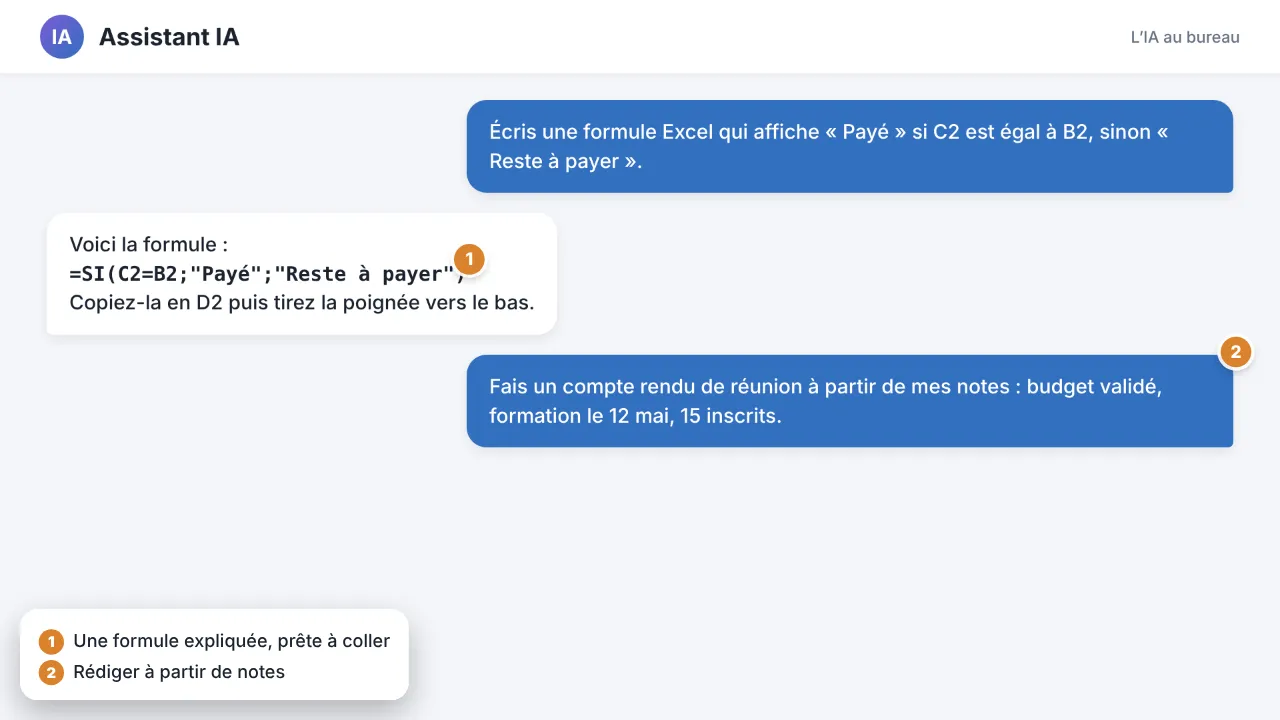 IA
Assistant IA
L'IA au bureau
Écris une formule Excel qui affiche « Payé » si C2 est égal à B2, sinon «
Reste à payer ».
Voici la formule :
=SI(C2=B2;"Payé";"Reste à payer")
1
Copiez-la en D2 puis tirez la poignée vers le bas.
2
Fais un compte rendu de réunion à partir de mes notes : budget validé,
formation le 12 mai, 15 inscrits.
1 Une formule expliquée, prête à coller
2 Rédiger à partir de notes